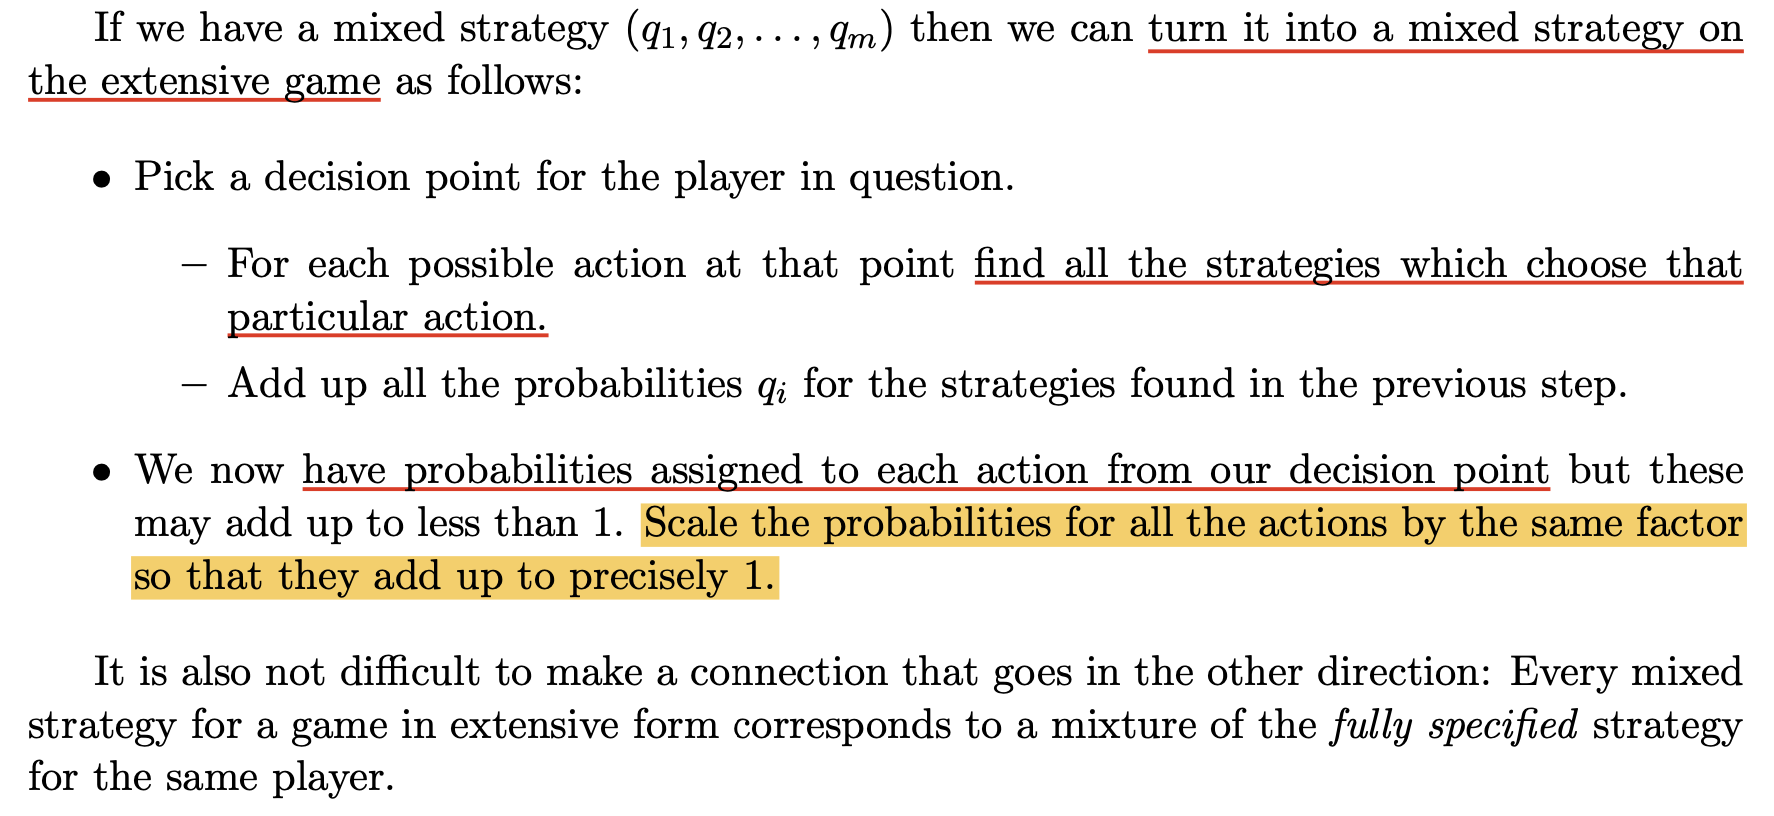 If we have a mixed strategy (q₁, q₂, . . . , qₘ) then we can turn it into a mixed strategy on
the extensive game as follows:
• Pick a decision point for the player in question.
– For each possible action at that point find all the strategies which choose that
particular action.
– Add up all the probabilities qᵢ for the strategies found in the previous step.
• We now have probabilities assigned to each action from our decision point but these
may add up to less than 1. Scale the probabilities for all the actions by the same factor
so that they add up to precisely 1.
It is also not difficult to make a connection that goes in the other direction: Every mixed
strategy for a game in extensive form corresponds to a mixture of the fully specified strategy
for the same player.